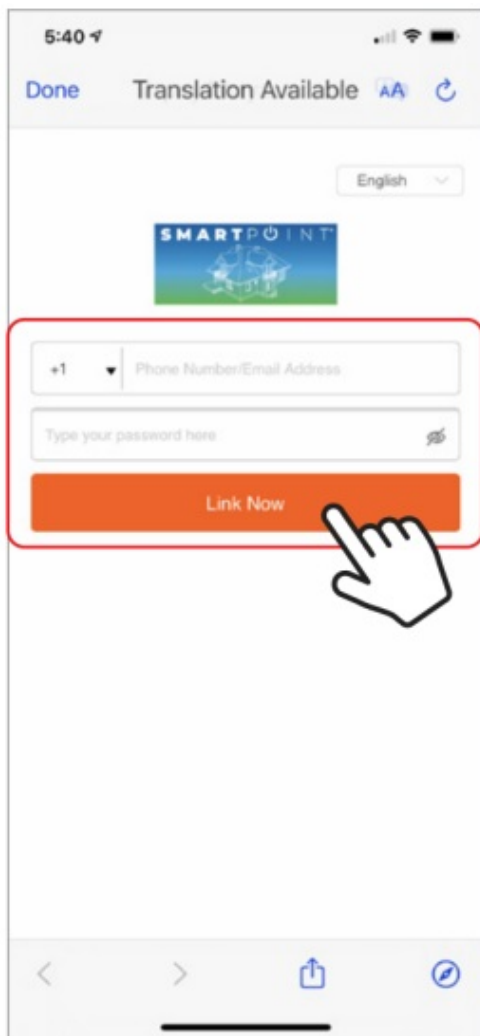 5:40
Done Translation Available AA
English
SMARTPOINT
+1 Phone Number/Email Address
Type your password here
Link Now